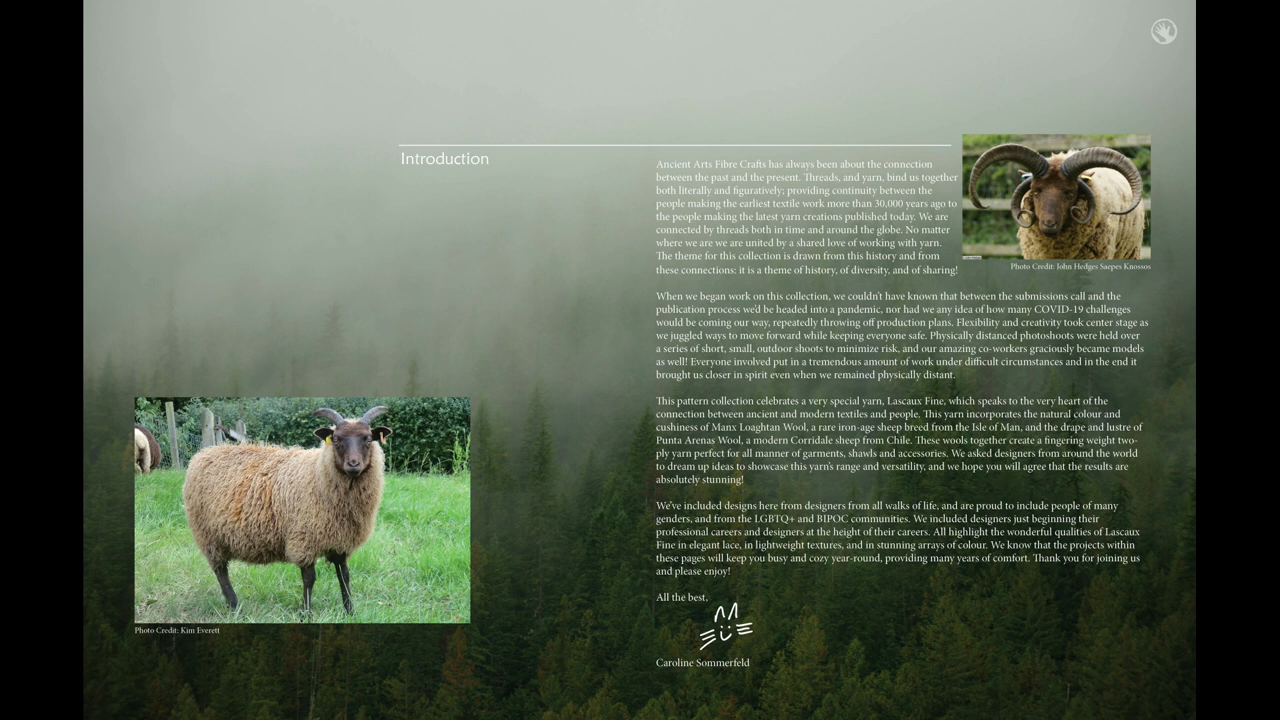 Introduction
Ancient Arts Fibre Crafts has always been about the connection
between the past and the present. Threads, and yarn, bind us together
both literally and figuratively; providing continuity between the
people making the earliest textile work more than 30,000 years ago to
the people making the latest yarn creations published today. We are
connected by threads both in time and around the globe. No matter
where we are we are united by a shared love of working with yarn.
The theme for this collection is drawn from this history and from
these connections: it is a theme of history, of diversity, and of sharing!
Photo Credit: John Hedges Saepes Knossos
When we began work on this collection, we couldn't have known that between the submissions call and the
publication process we'd be headed into a pandemic, nor had we any idea of how many COVID-19 challenges
would be coming our way, repeatedly throwing off production plans. Flexibility and creativity took center stage as
we juggled ways to move forward while keeping everyone safe. Physically distanced photoshoots were held over
a series of short, small, outdoor shoots to minimize risk, and our amazing co-workers graciously became models
as well! Everyone involved put in a tremendous amount of work under difficult circumstances and in the end it
brought us closer in spirit even when we remained physically distant.
This pattern collection celebrates a very special yarn, Lascaux Fine, which speaks to the very heart of the
connection between ancient and modern textiles and people. This yarn incorporates the natural colour and
cushiness of Manx Loaghtan Wool, a rare iron-age sheep breed from the Isle of Man, and the drape and lustre of
Punta Arenas Wool, a modern Corridale sheep from Chile. These wools together create a fingering weight two-
ply yarn perfect for all manner of garments, shawls and accessories. We asked designers from around the world
to dream up ideas to showcase this yarn's range and versatility, and we hope you will agree that the results are
absolutely stunning!
We've included designs here from designers from all walks of life, and are proud to include people of many
genders, and from the LGBTQ+ and BIPOC communities. We included designers just beginning their
professional careers and designers at the height of their careers. All highlight the wonderful qualities of Lascaux
Fine in elegant lace, in lightweight textures, and in stunning arrays of colour. We know that the projects within
these pages will keep you busy and cozy year-round, providing many years of comfort. Thank you for joining us
and please enjoy!
All the best,
Caroline Sommerfeld
Photo Credit: Kim Everett